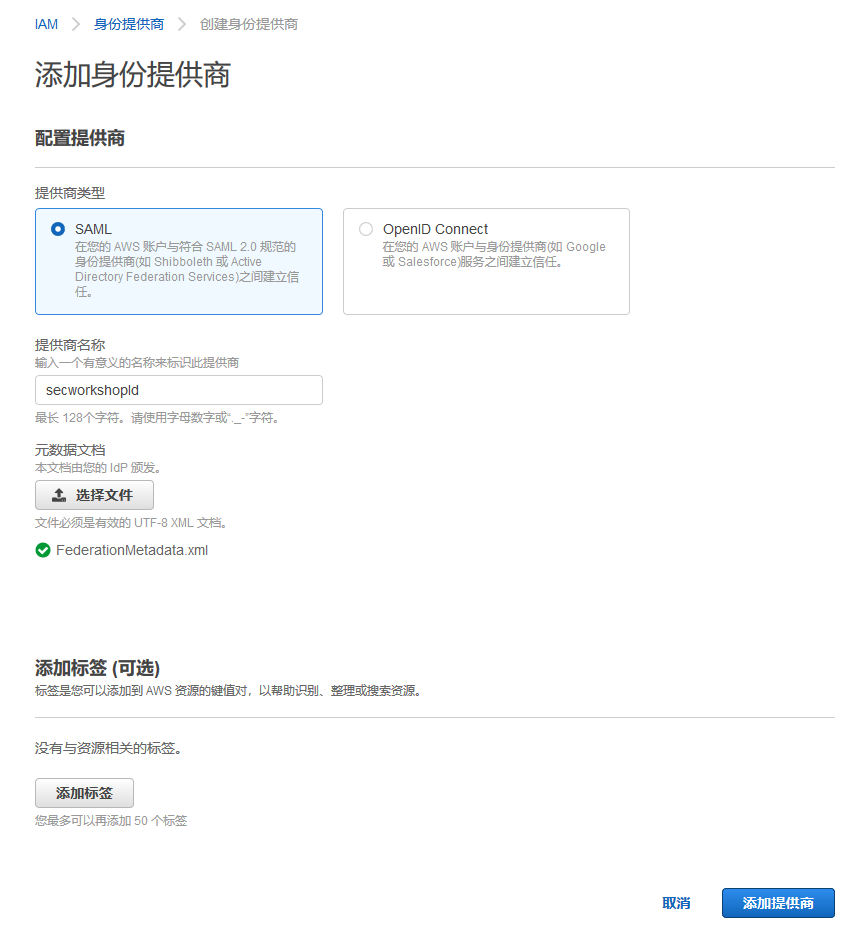 IAM > 身份提供商 > 创建身份提供商
添加身份提供商
配置提供商
提供商类型
SAML
在您的 AWS 账户与符合 SAML 2.0 规范的
身份提供商(如 Shibboleth 或 Active
Directory Federation Services)之间建立信
任。
OpenID Connect
在您的 AWS 账户与身份提供商(如 Google
或 Salesforce)服务之间建立信任。
提供商名称
输入一个有意义的名称来标识此提供商
secworkshopId
最长 128个字符。请使用字母数字或“._-”字符。
元数据文档
本文档由您的 IdP 颁发。
选择文件
文件必须是有效的 UTF-8 XML 文档。
FederationMetadata.xml
添加标签 (可选)
标签是您可以添加到 AWS 资源的键值对，以帮助识别、整理或搜索资源。
没有与资源相关的标签。
添加标签
您最多可以再添加 50 个标签
取消
添加提供商